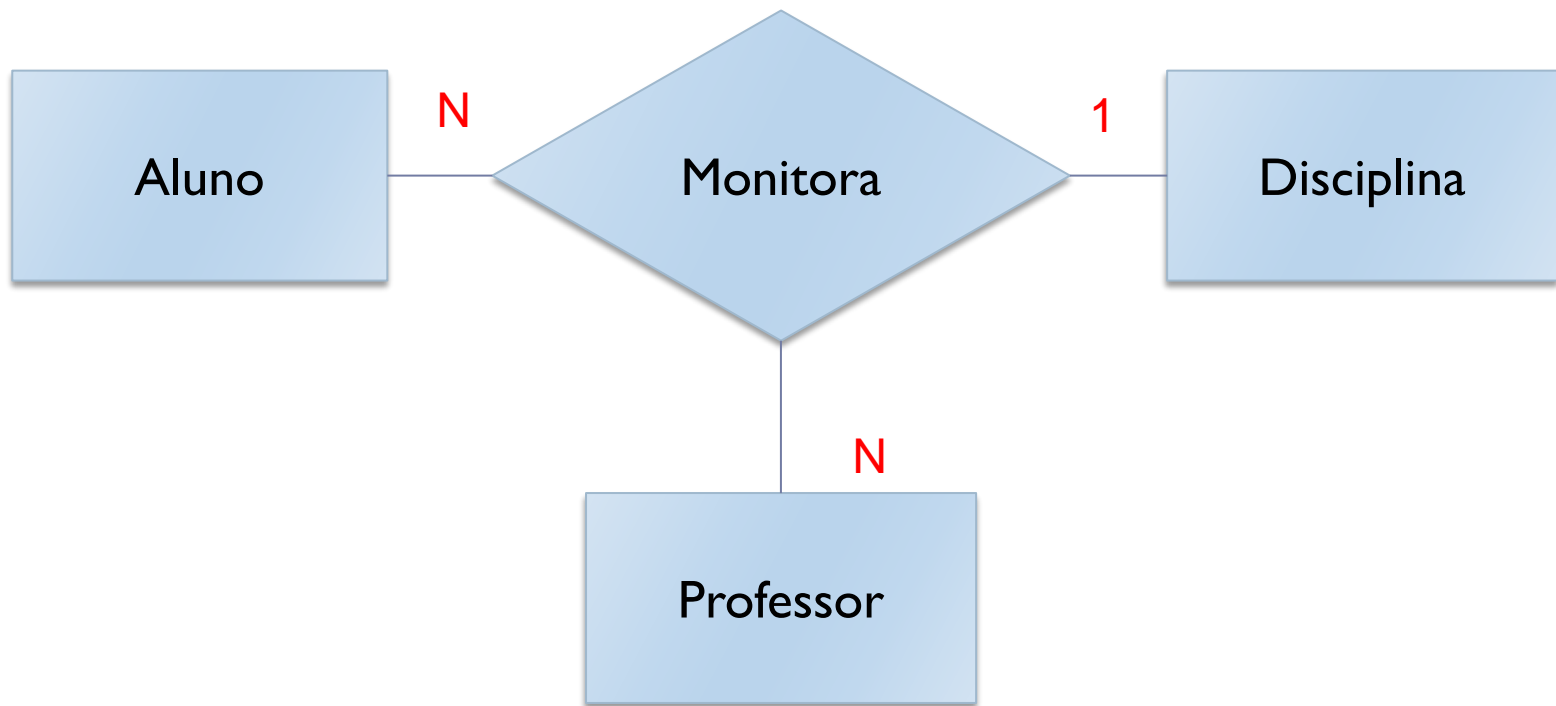 N
1
Aluno
Monitora
Disciplina
N
Professor